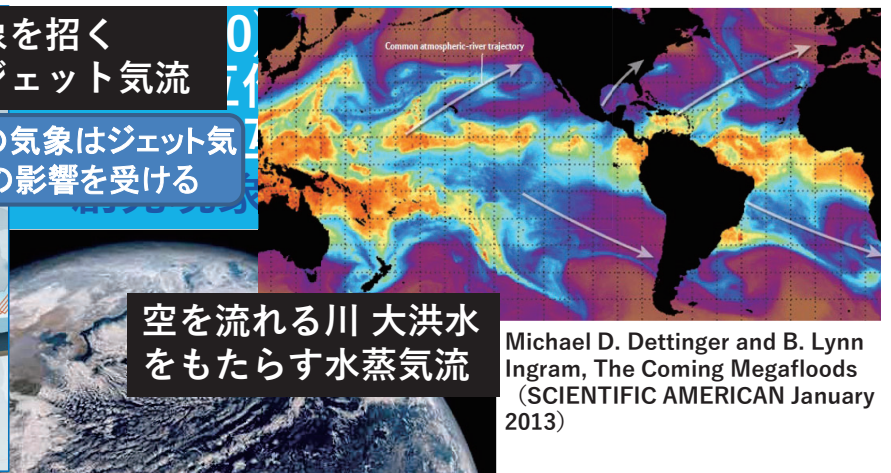 象を招く
ジェット気流
の気象はジェット気
の影響を受ける
Common atmospheric-river trajectory
空を流れる川 大洪水
をもたらす水蒸気流
Michael D. Dettinger and B. Lynn
Ingram, The Coming Megafloods
（SCIENTIFIC AMERICAN January
2013）